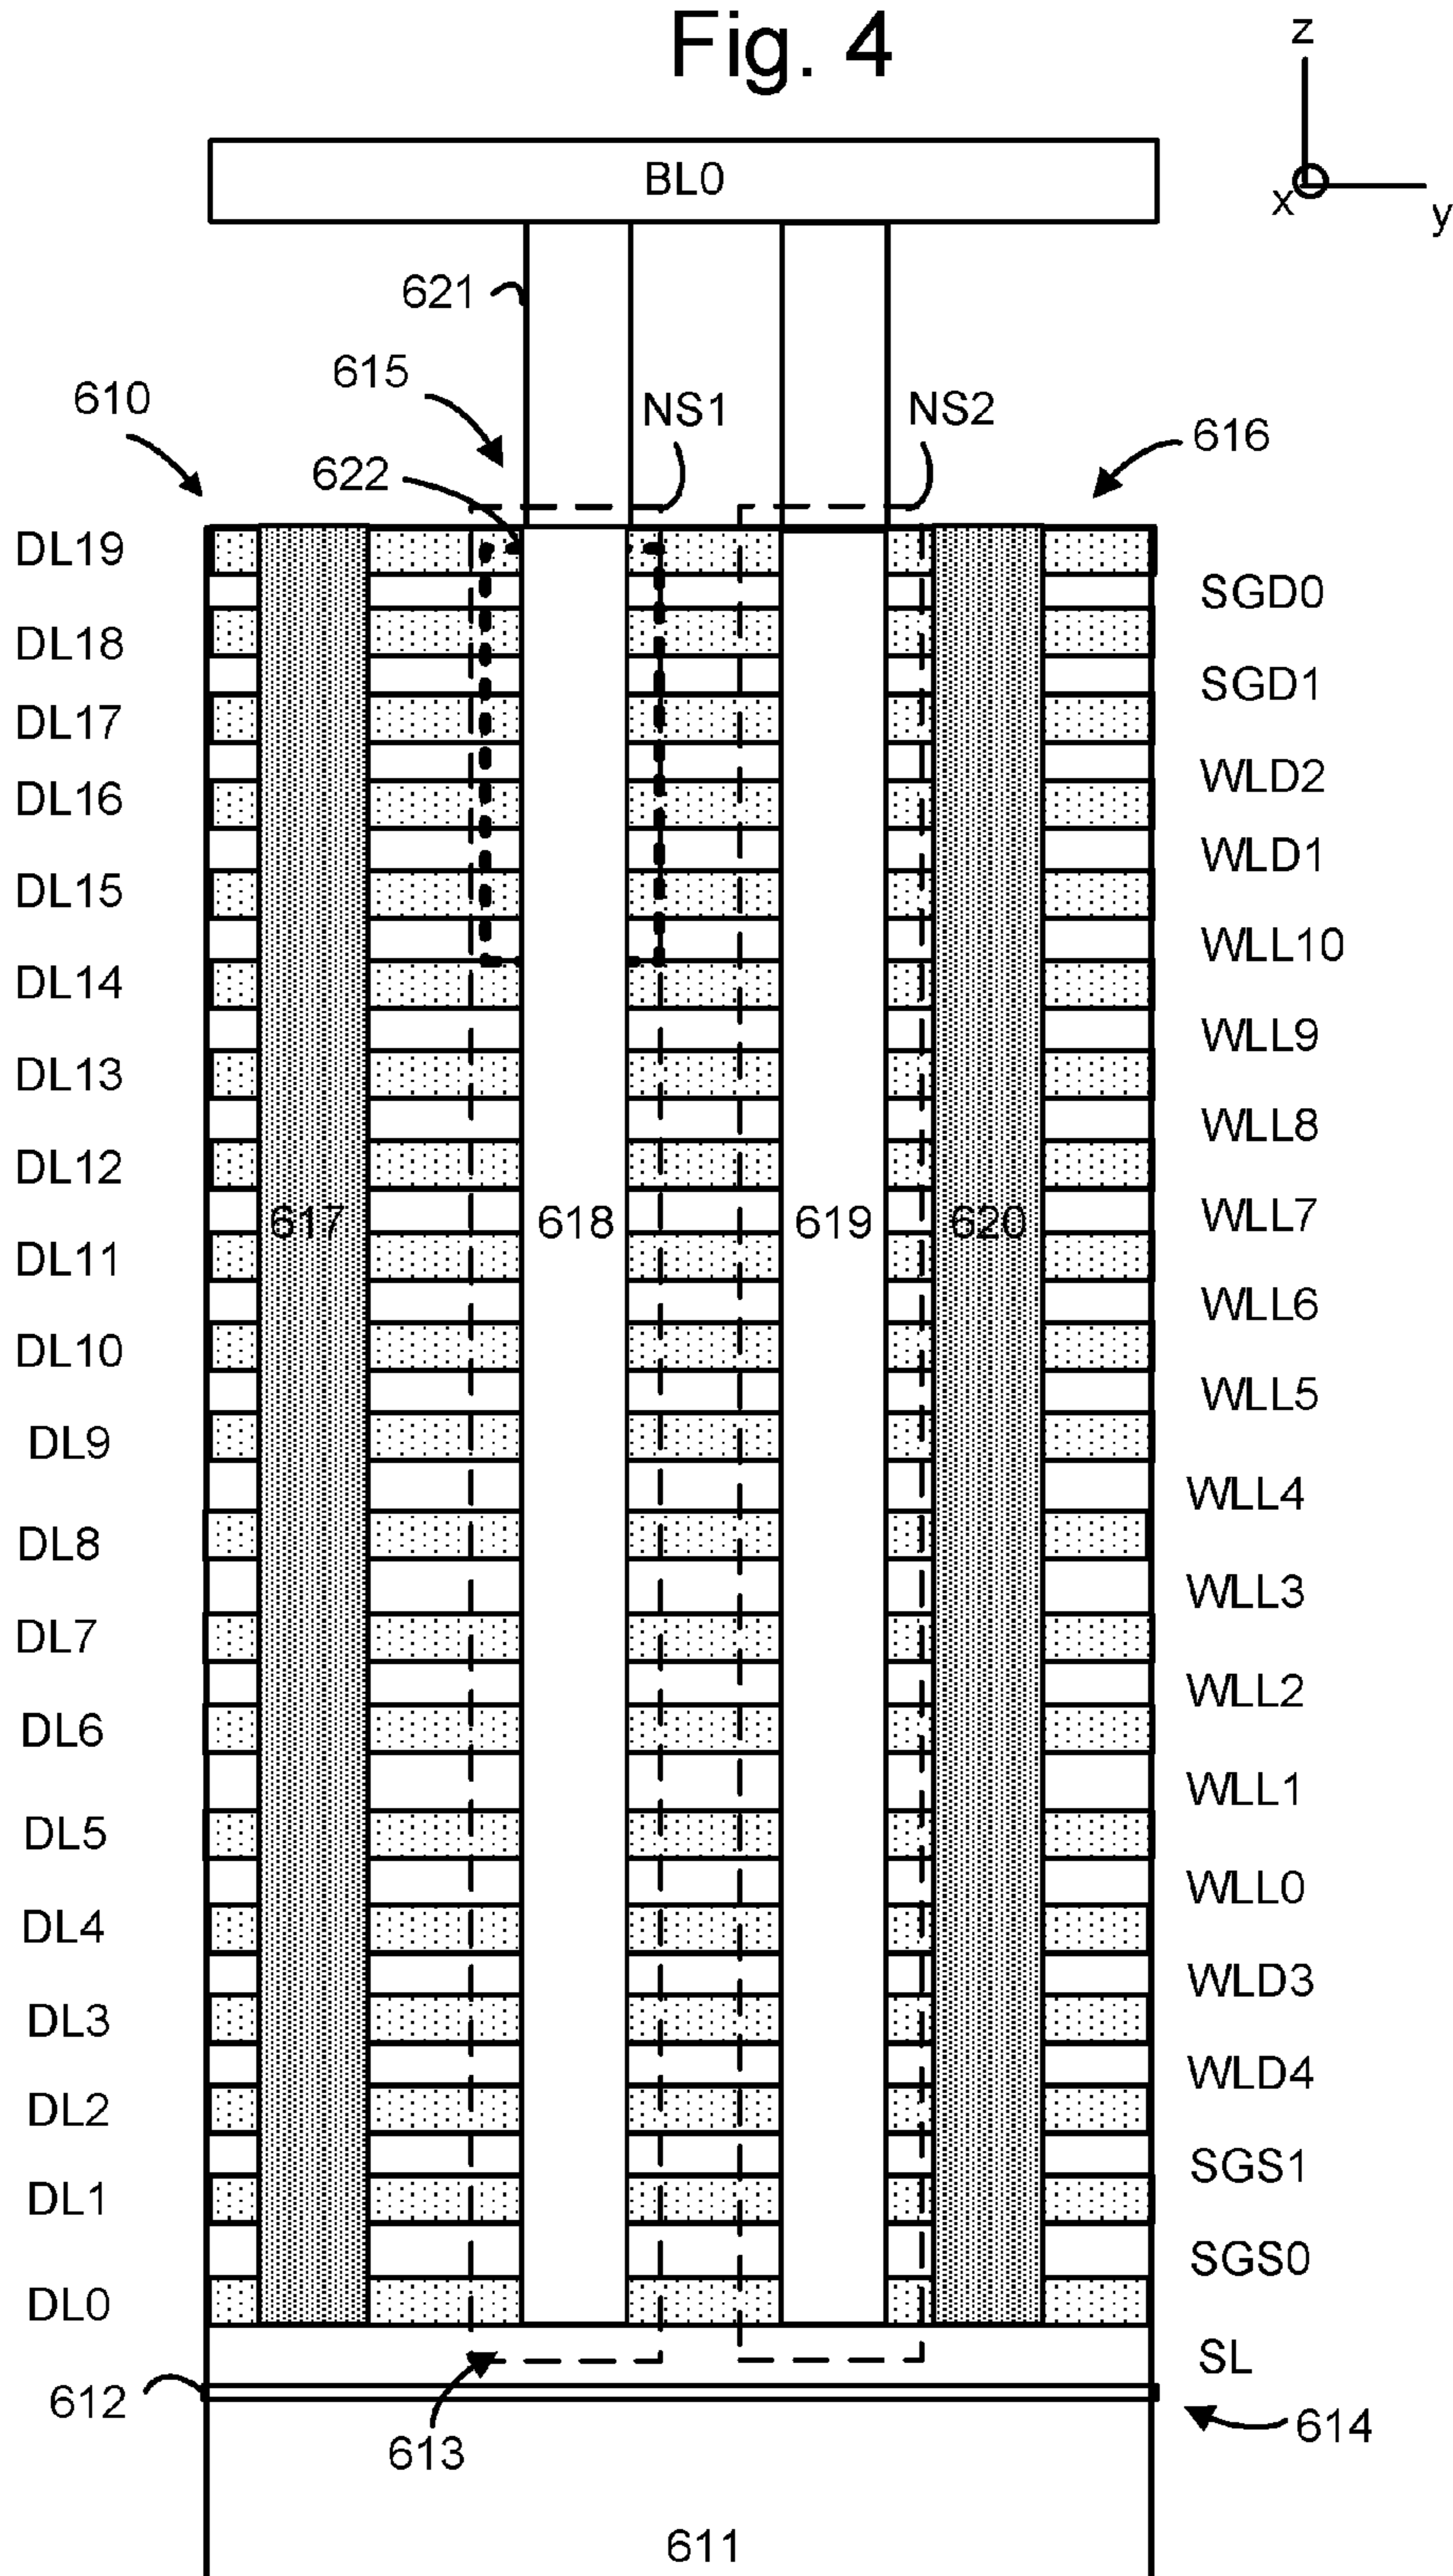 Fig. 4
z
x
y
BL0
621
615
610
NS1
NS2
616
622
DL19
SGD0
DL18
SGD1
DL17
WLD2
DL16
WLD1
DL15
WLL10
DL14
WLL9
DL13
WLL8
DL12
WLL7
617
618
619
620
DL11
WLL6
DL10
WLL5
DL9
WLL4
DL8
WLL3
DL7
WLL2
DL6
WLL1
DL5
WLL0
DL4
WLD3
DL3
WLD4
DL2
SGS1
DL1
SGS0
DL0
SL
612
613
614
611